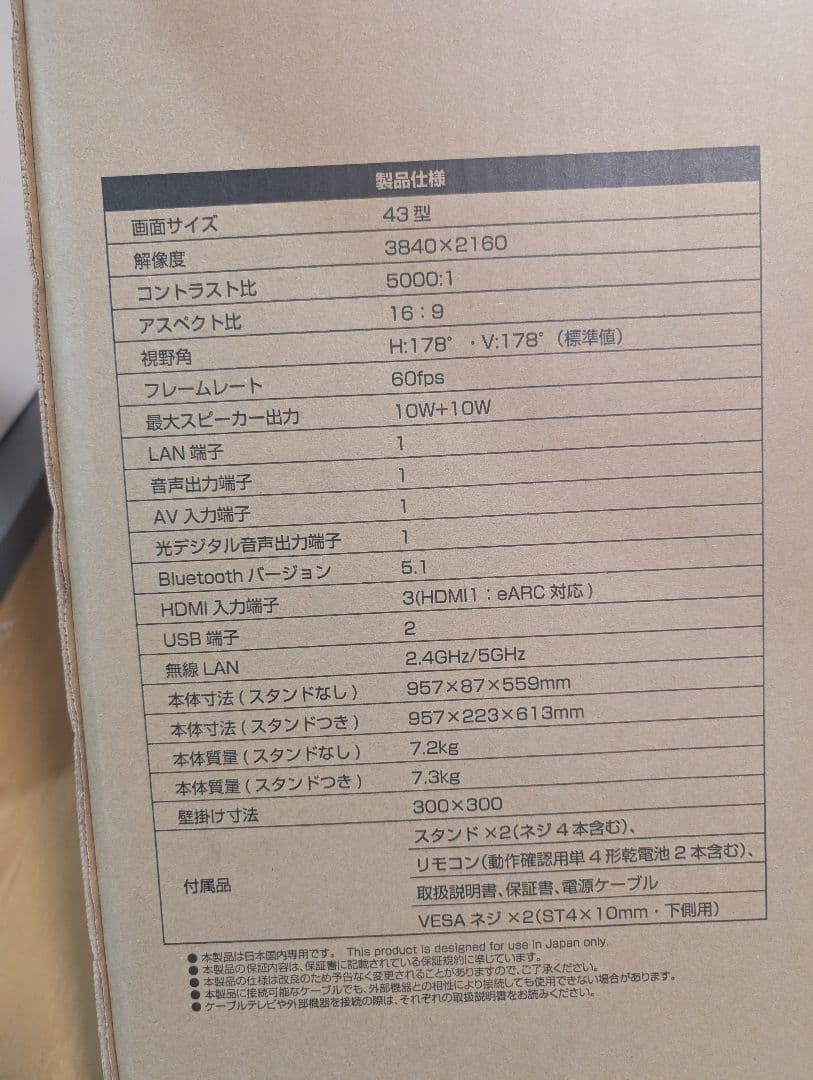 製品仕様
画面サイズ 43型
解像度 3840×2160
コントラスト比 5000:1
アスペクト比 16：9
視野角 H:178°・V:178°（標準値）
フレームレート 60fps
最大スピーカー出力 10W+10W
LAN 端子 1
音声出力端子 1
AV 入力端子 1
光デジタル音声出力端子 1
Bluetooth バージョン 5.1
HDMI 入力端子 3(HDMI1：eARC 対応)
USB 端子 2
無線 LAN 2.4GHz/5GHz
本体寸法(スタンドなし) 957×87×559mm
本体寸法(スタンドつき) 957×223×613mm
本体質量(スタンドなし) 7.2kg
本体質量(スタンドつき) 7.3kg
壁掛け寸法 300×300
付属品 スタンド×2(ネジ4本含む)、
リモコン(動作確認用単4形乾電池2本含む)、
取扱説明書、保証書、電源ケーブル
VESA ネジ×2(ST4×10mm・下側用)
●本製品は日本国内専用です。 This product is designed for use in Japan only.
●本製品の保証内容は、保証書に記載されている保証規約に準じています。
●本製品の仕様は改良のため予告なく変更されることがありますので、ご了承ください。
●本製品に接続可能なケーブルでも、外部機器との相性により接続しても使用できない場合があります。
●ケーブルテレビや外部機器を接続の際は、それぞれの取扱説明書をお読みください。